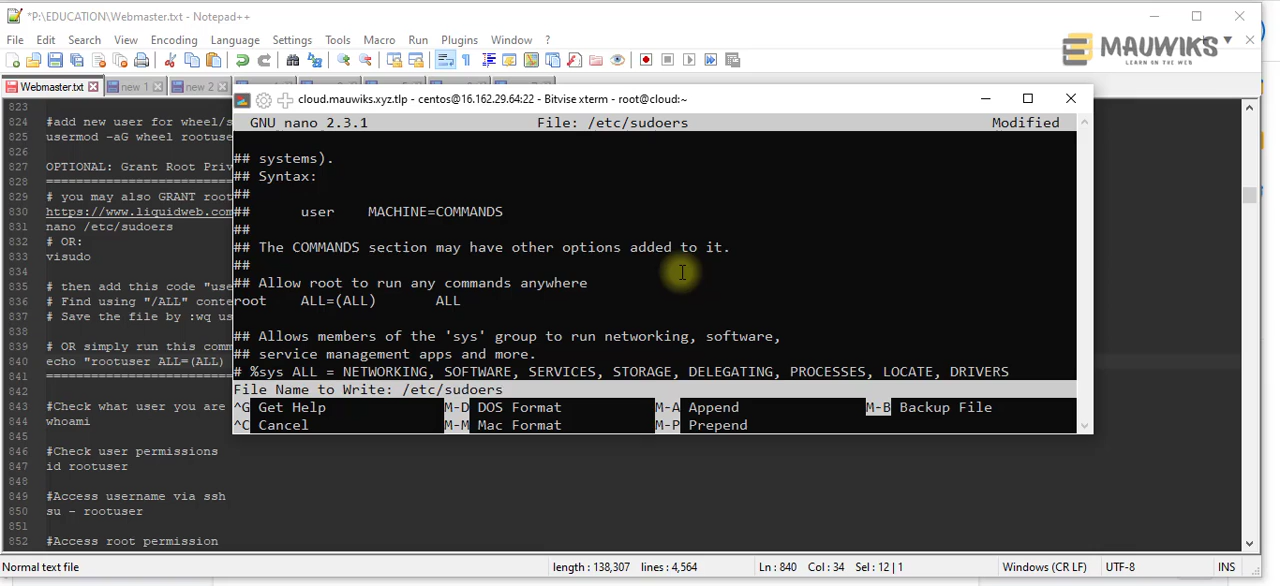 *P:\EDUCATION\Webmaster.txt - Notepad++
MAUWIKS
LEARN ON THE WEB
File Edit Search View Encoding Language Settings Tools Macro Run Plugins Window ?
Webmaster.txt new 1 new 2
cloud.mauwiks.xyz.tlp - centos@16.162.29.64:22 - Bitvise xterm - root@cloud:~
GNU nano 2.3.1 File: /etc/sudoers Modified
## systems).
## Syntax:
##
## user MACHINE=COMMANDS
##
## The COMMANDS section may have other options added to it.
##
## Allow root to run any commands anywhere
root ALL=(ALL) ALL
## Allows members of the 'sys' group to run networking, software,
## service management apps and more.
# %sys ALL = NETWORKING, SOFTWARE, SERVICES, STORAGE, DELEGATING, PROCESSES, LOCATE, DRIVERS
File Name to Write: /etc/sudoers
^G Get Help M-D DOS Format M-A Append M-B Backup File
^C Cancel M-M Mac Format M-P Prepend
823
824 #add new user for wheel/s
825 usermod -aG wheel rootuse
826
827 OPTIONAL: Grant Root Priv
828 =========================
829 # you may also GRANT root
830 https://www.liquidweb.com
831 nano /etc/sudoers
832 # OR:
833 visudo
834
835 # then add this code "use
836 # Find using "/ALL" conte
837 # Save the file by :wq us
838
839 # OR simply run this comm
840 echo "rootuser ALL=(ALL)
841 =========================
842
843 #Check what user you are
844 whoami
845
846 #Check user permissions
847 id rootuser
848
849 #Access username via ssh
850 su - rootuser
851
852 #Access root permission
Normal text file length : 138,307 lines : 4,564 Ln : 840 Col : 34 Sel : 12 | 1 Windows (CR LF) UTF-8 INS